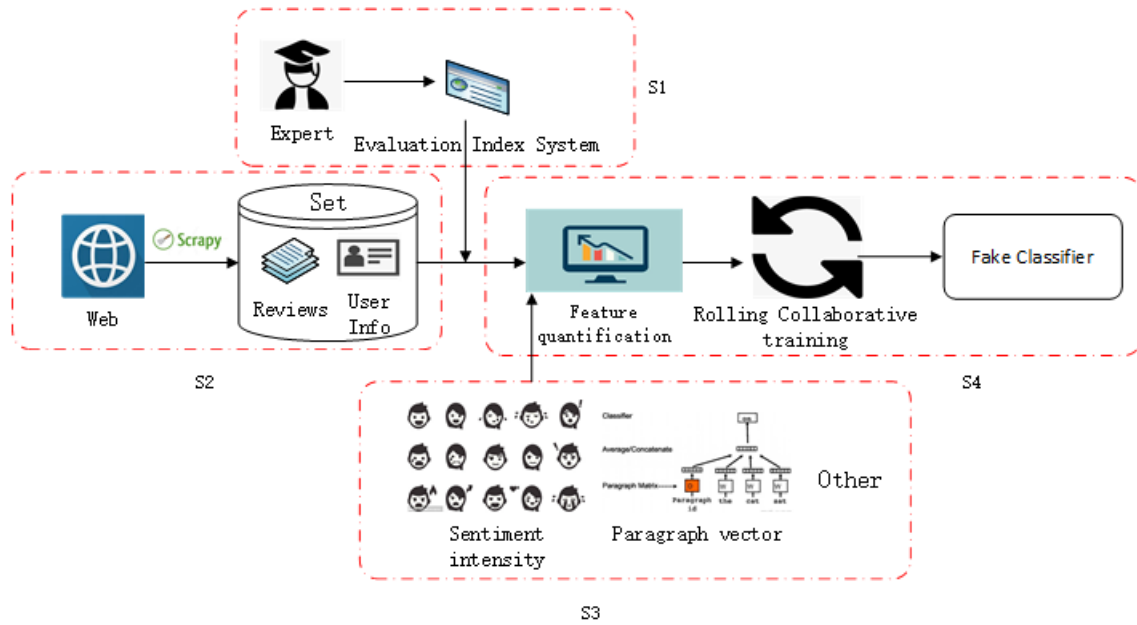 S1
Expert
Evaluation Index System
Set
Scrapy
Reviews
User
Info
Web
S2
Feature
quantification
Rolling Collaborative
training
Fake Classifier
S4
Classifier
on
Average/Concatenate
Paragraph Matrix
D
W
W
W
Paragraph
id
the
cat
sat
Other
Sentiment
intensity
Paragraph vector
S3